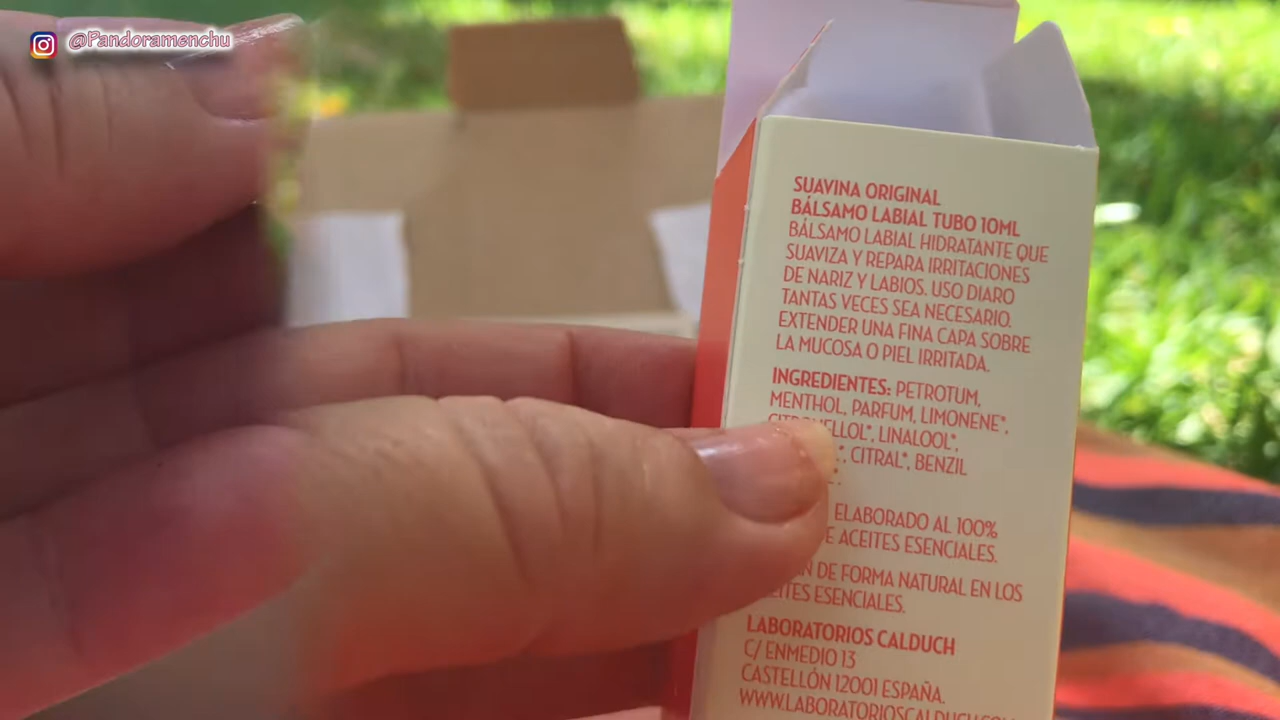 @Pandoramenchu
SUAVINA ORIGINAL
BÁLSAMO LABIAL TUBO 10ML
BÁLSAMO LABIAL HIDRATANTE QUE
SUAVIZA Y REPARA IRRITACIONES
DE NARIZ Y LABIOS. USO DIARO
TANTAS VECES SEA NECESARIO.
EXTENDER UNA FINA CAPA SOBRE
LA MUCOSA O PIEL IRRITADA.
INGREDIENTES: PETROTUM,
MENTHOL, PARFUM, LIMONENE*,
LINALOOL*,
CITRAL*, BENZIL
ELABORADO AL 100%
ACEITES ESENCIALES.
DE FORMA NATURAL EN LOS
ESENCIALES.
LABORATORIOS CALDUCH
C/ ENMEDIO 13
CASTELLÓN 12001 ESPAÑA.
WWW.LABORATORIOSCALDUCH.COM